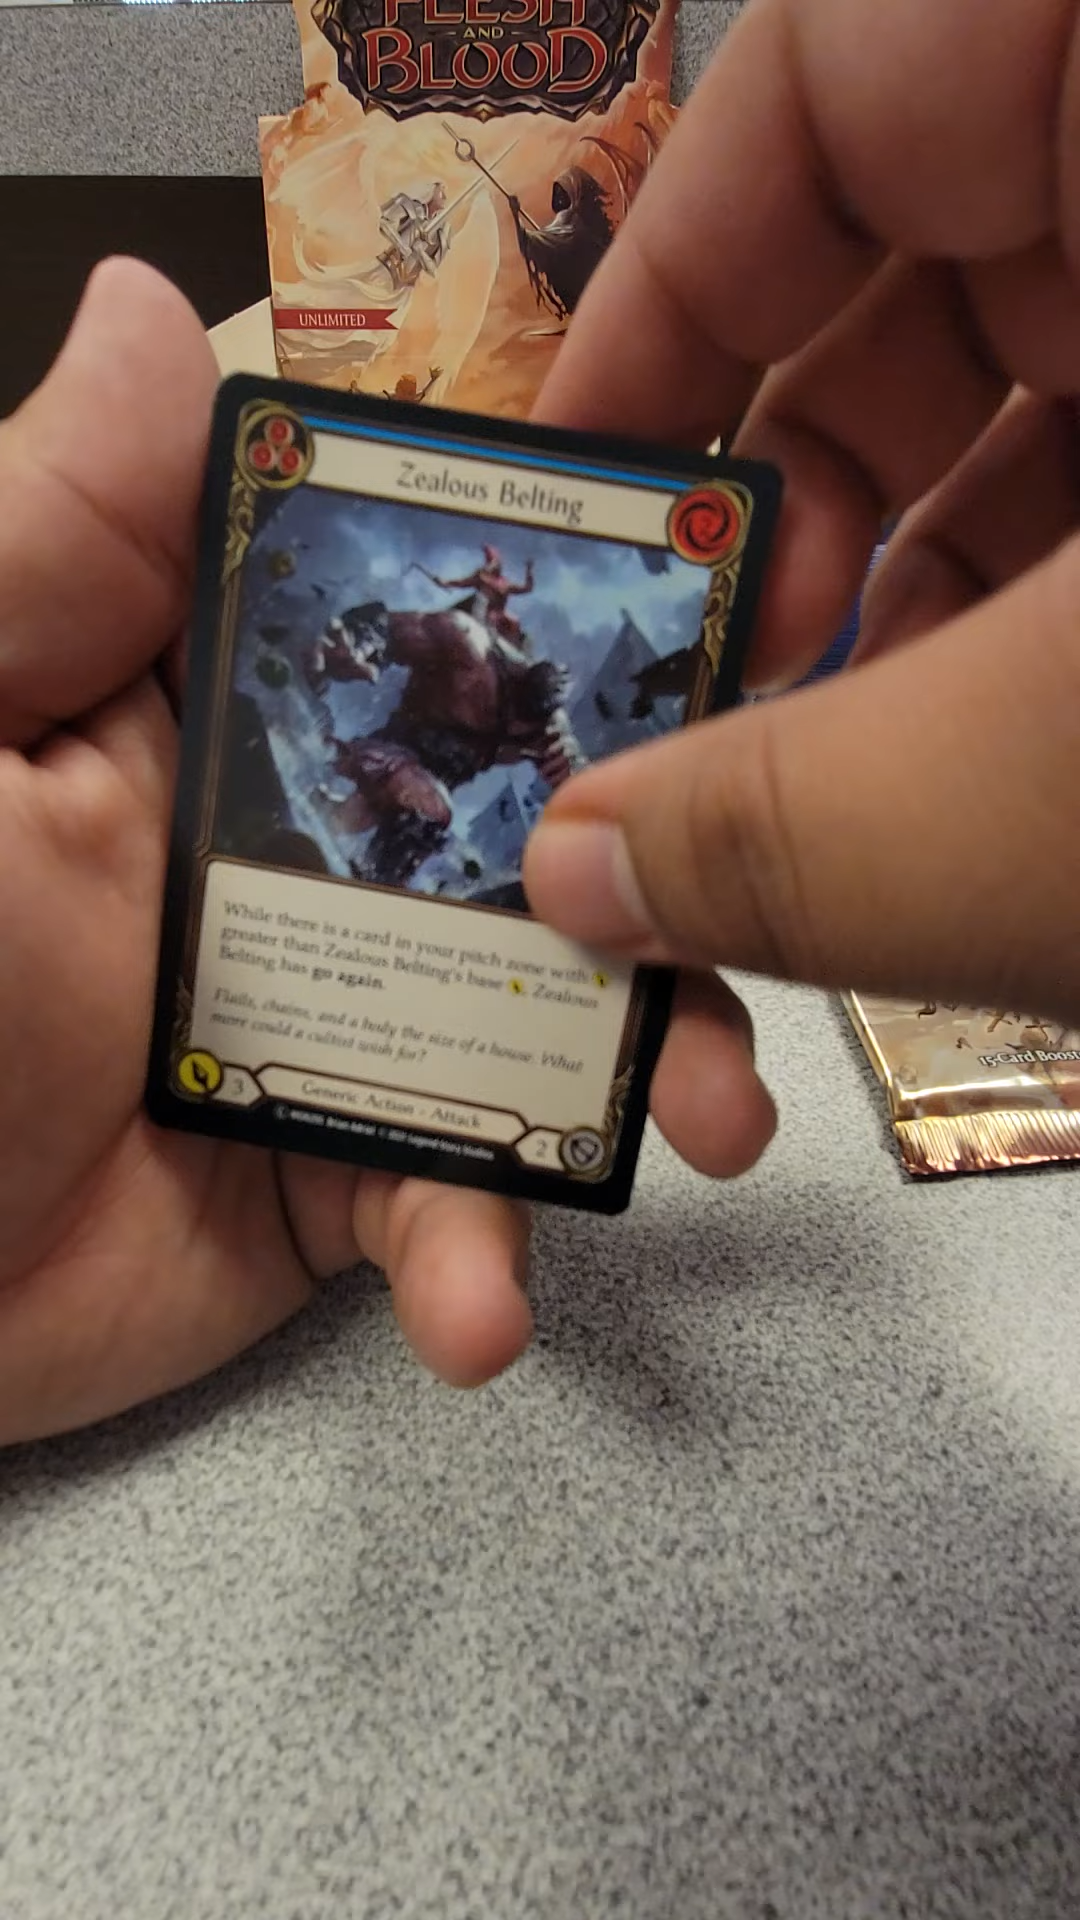 FLESH
AND
BLOOD
UNLIMITED
Zealous Belting
2
While there is a card in your pitch zone with
greater than Zealous Belting's base . Zealous
Belting has go again.
Flails, chains, and a body the size of a house. What
more could a cultist wish for?
3
Generic Action - Attack
2
15-Card Boost